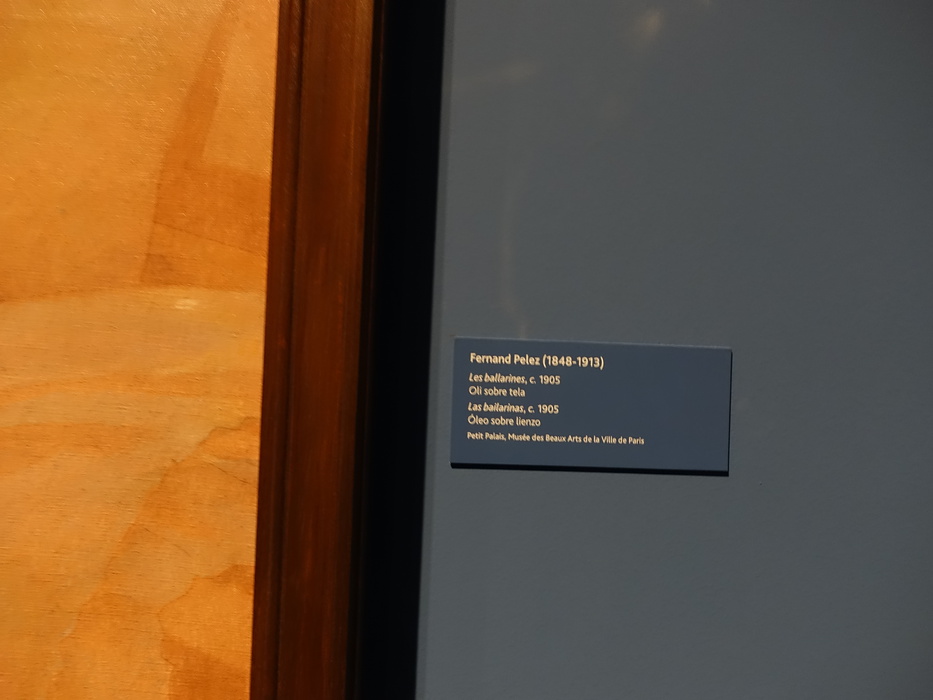 Fernand Pelez (1848-1913)
Les ballarines, c. 1905
Oli sobre tela
Las bailarinas, c. 1905
Óleo sobre lienzo
Petit Palais, Musée des Beaux Arts de la Ville de Paris